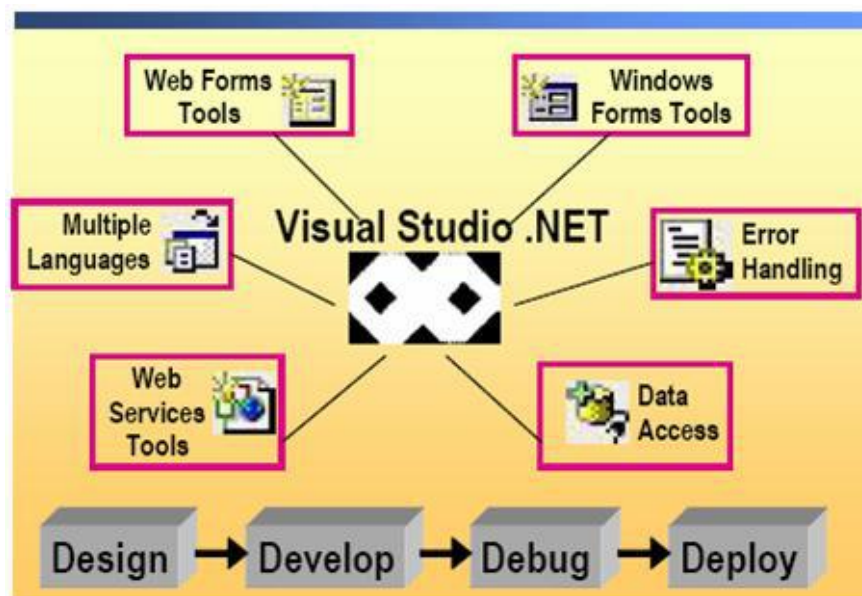 Web Forms
Tools
Windows
Forms Tools
Multiple
Languages
Visual Studio .NET
Error
Handling
Web
Services
Tools
Data
Access
Design
Develop
Debug
Deploy